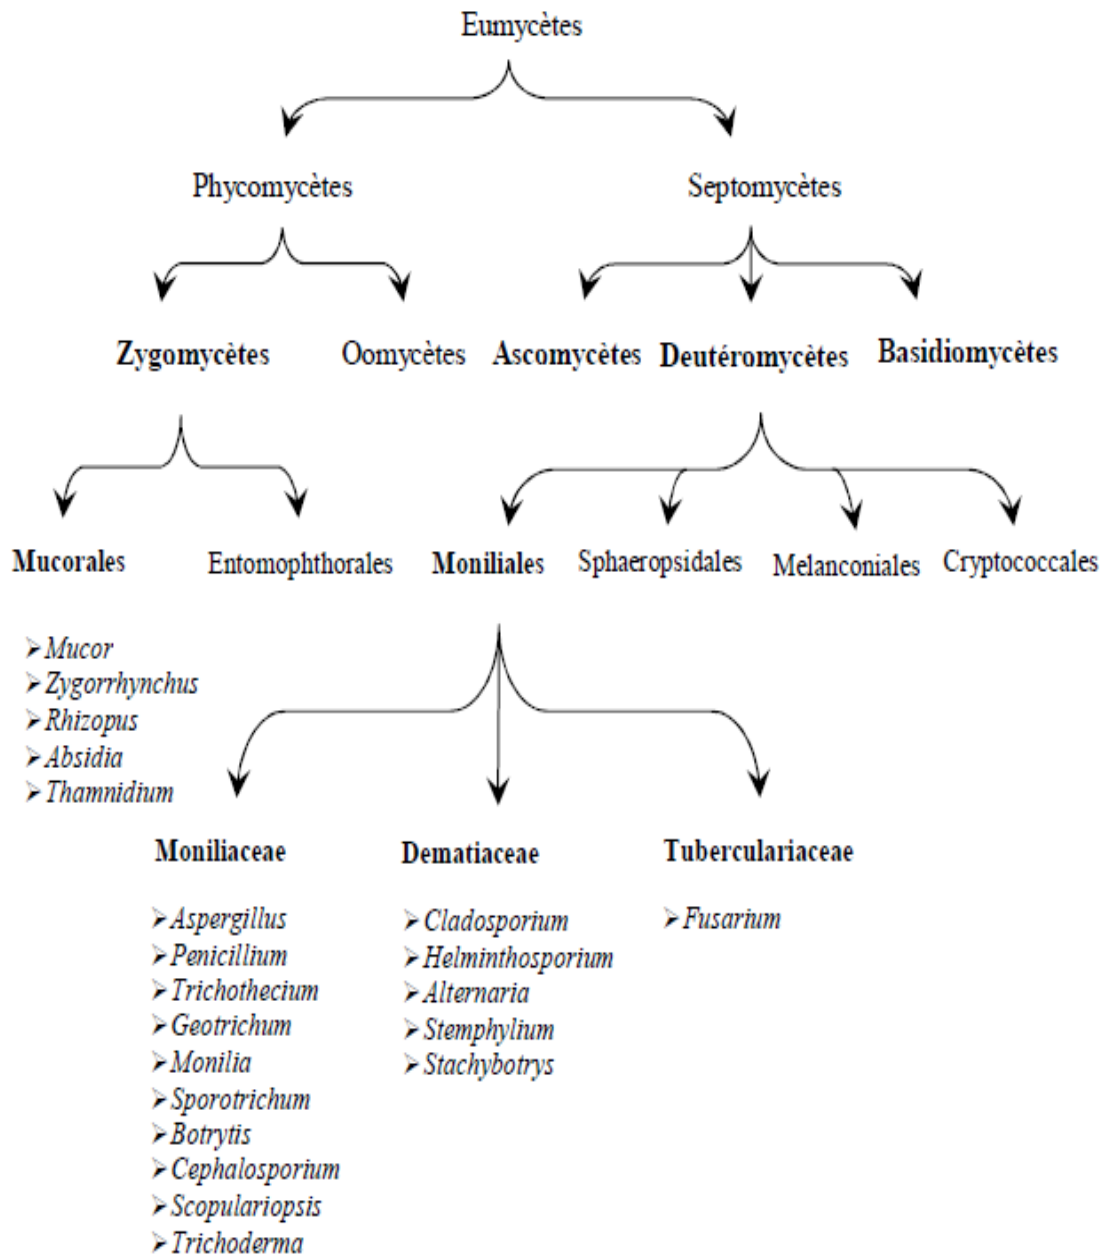 Eumycètes
Phycomycètes
Septomycètes
Zygomycètes
Oomycètes
Ascomycètes
Deutéromycètes
Basidiomycètes
Mucorales
Entomophthorales
Moniliales
Sphaeropsidales
Melanconiales
Cryptococcales
➢Mucor
➢Zygorrhynchus
➢Rhizopus
➢Absidia
➢Thamnidium
Moniliaceae
➢Aspergillus
➢Penicillium
➢Trichothecium
➢Geotrichum
➢Monilia
➢Sporotrichum
➢Botrytis
➢Cephalosporium
➢Scopulariopsis
➢Trichoderma
Dematiaceae
➢Cladosporium
➢Helminthosporium
➢Alternaria
➢Stemphylium
➢Stachybotrys
Tuberculariaceae
➢Fusarium